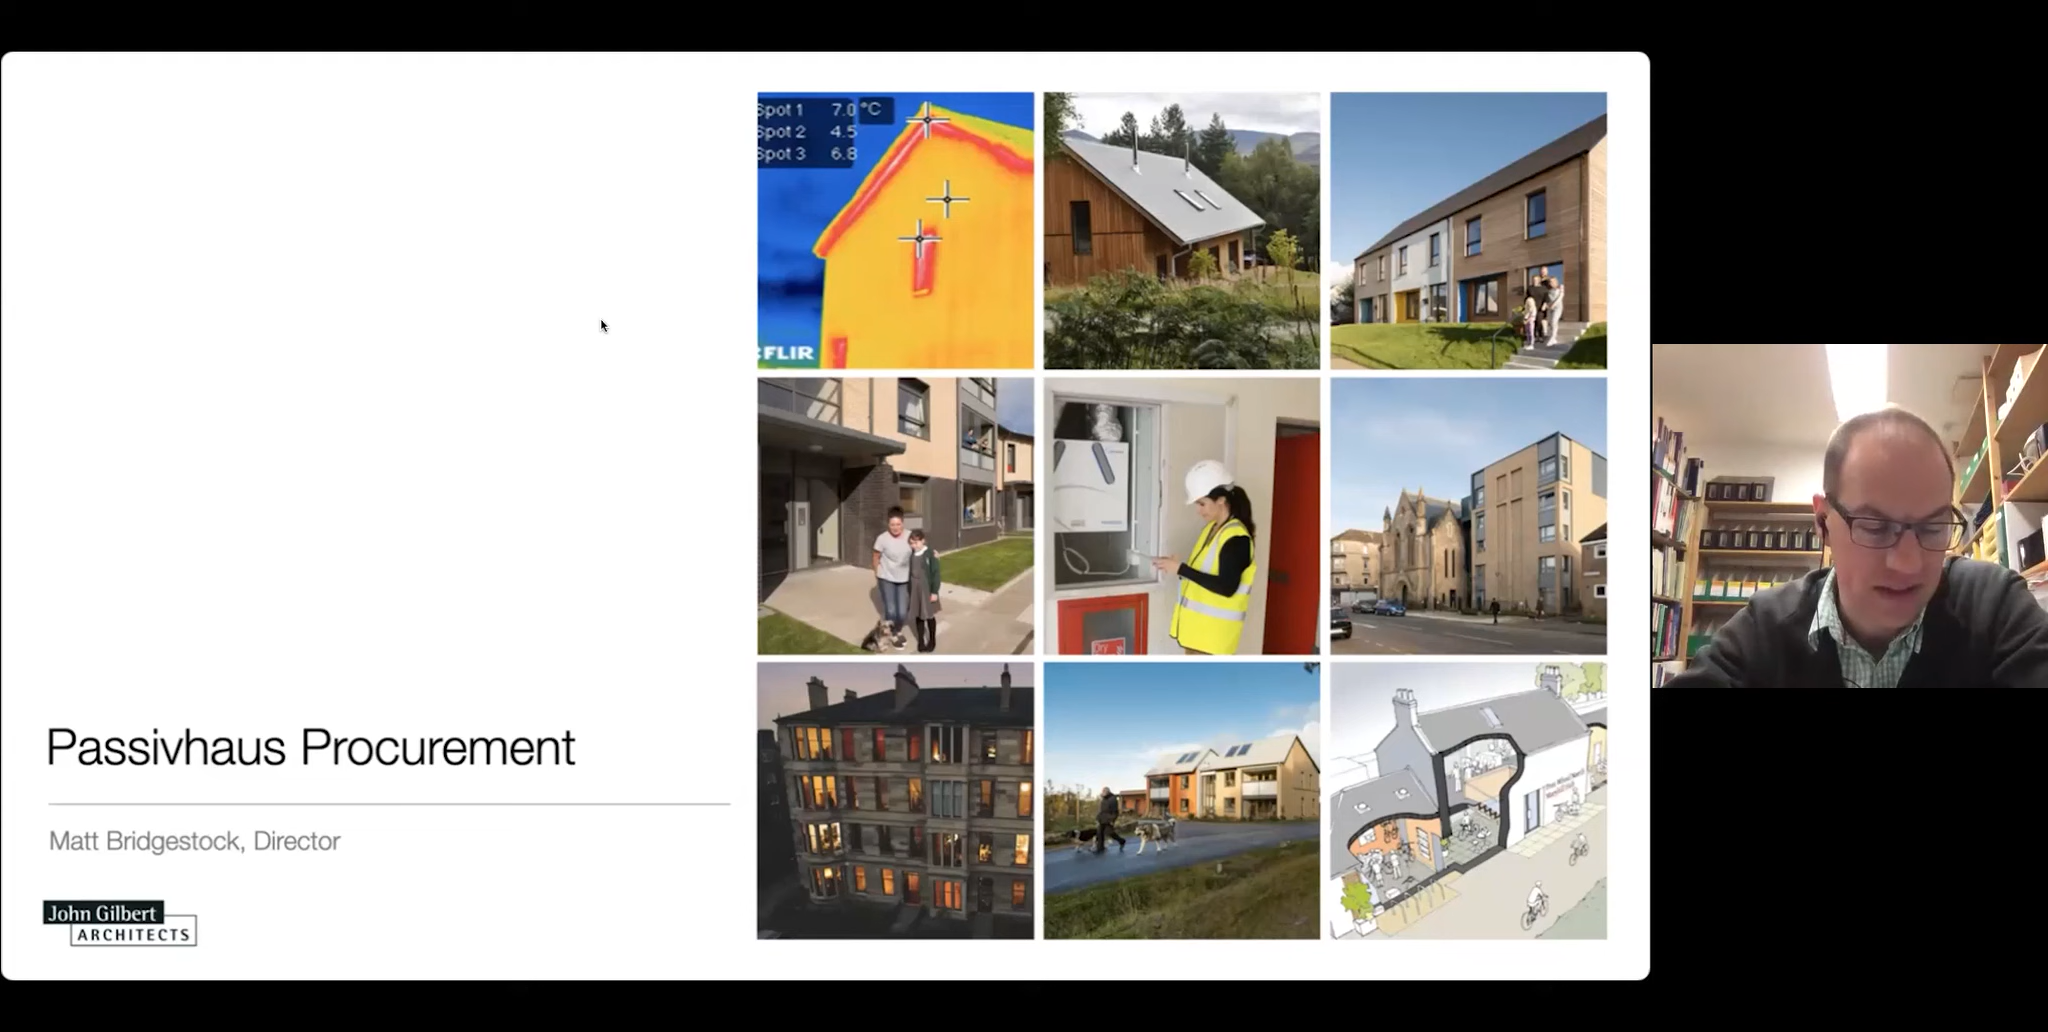 Spot 1 7.0 °C
Spot 2 4.5
Spot 3 6.8
FLIR
Passivhaus Procurement
Matt Bridgestock, Director
John Gilbert
ARCHITECTS